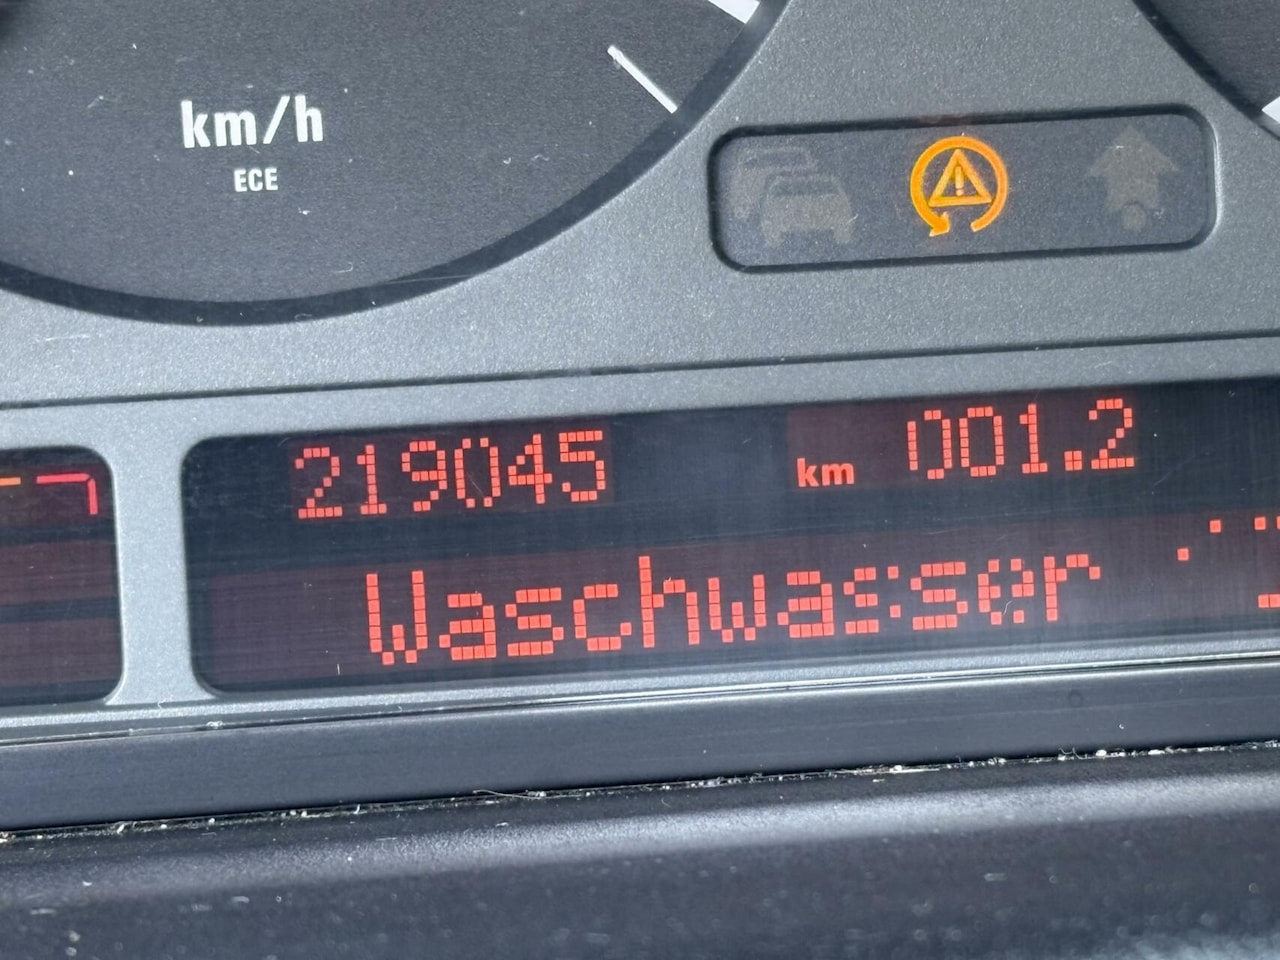 km/h
ECE
219045 km 001.2
Waschwasser